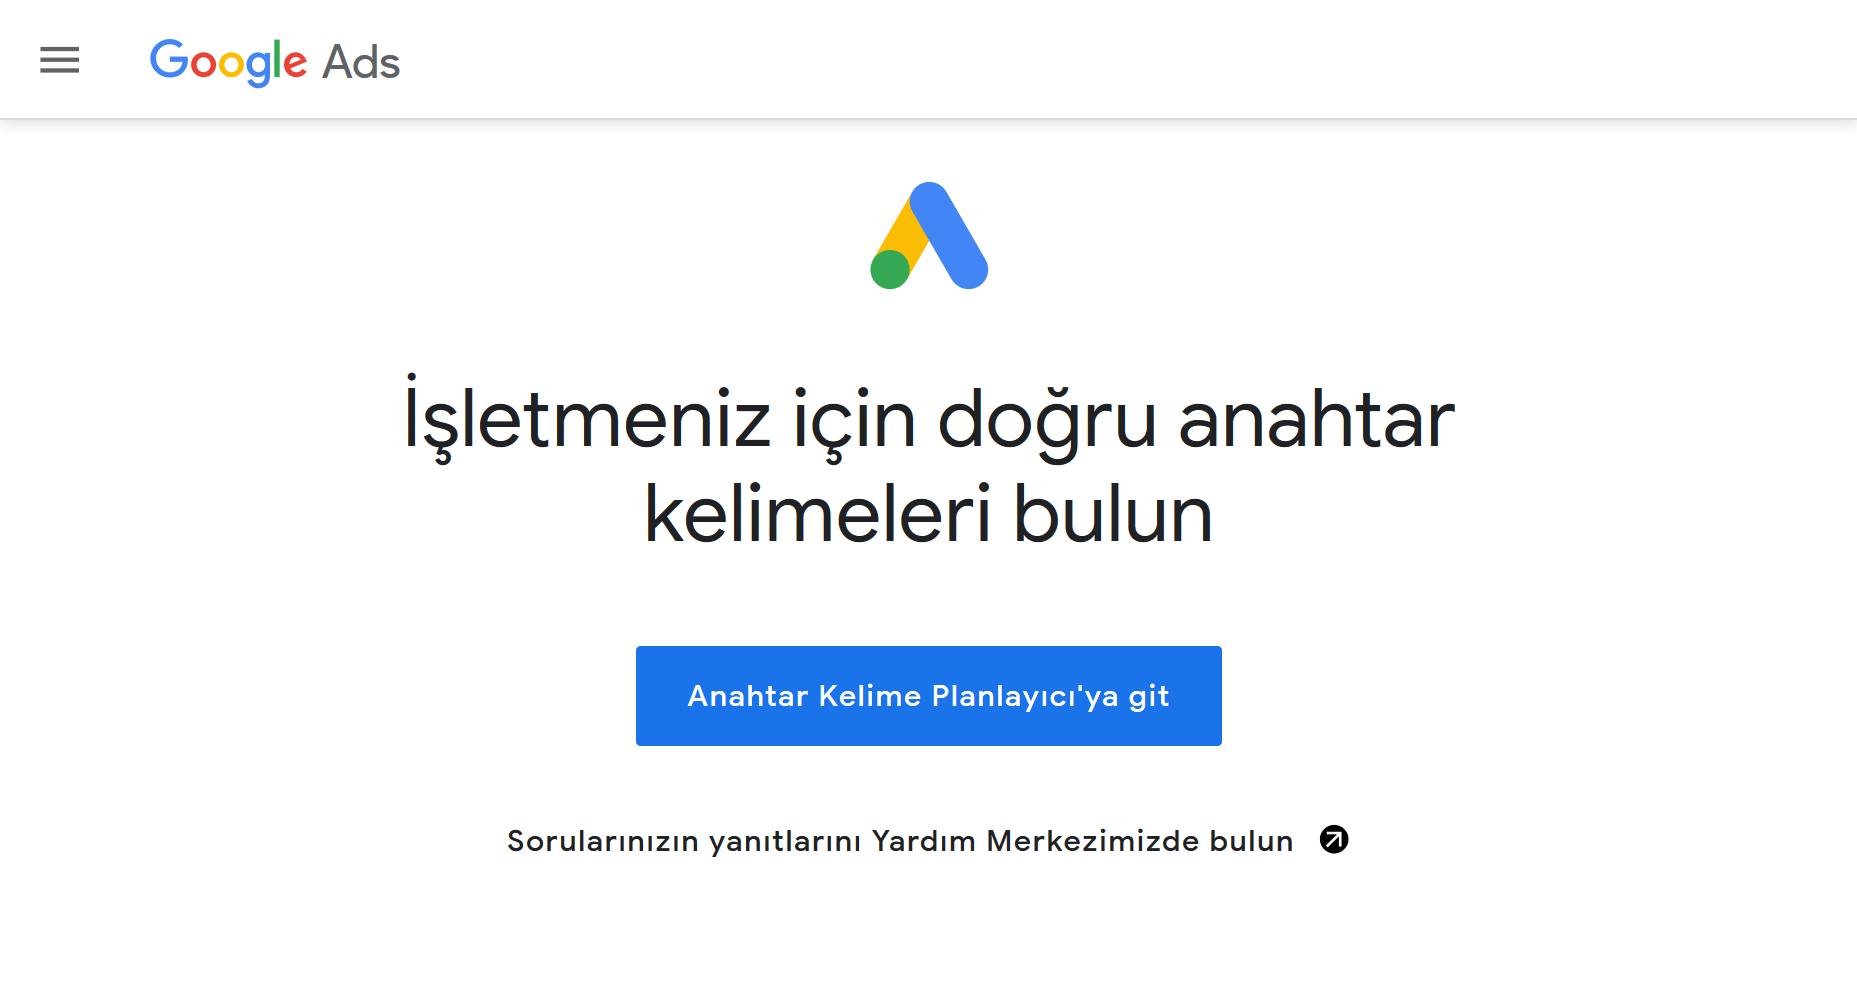 Google Ads
İşletmeniz için doğru anahtar
kelimeleri bulun
Anahtar Kelime Planlayıcı'ya git
Sorularınızın yanıtlarını Yardım Merkezimizde bulun